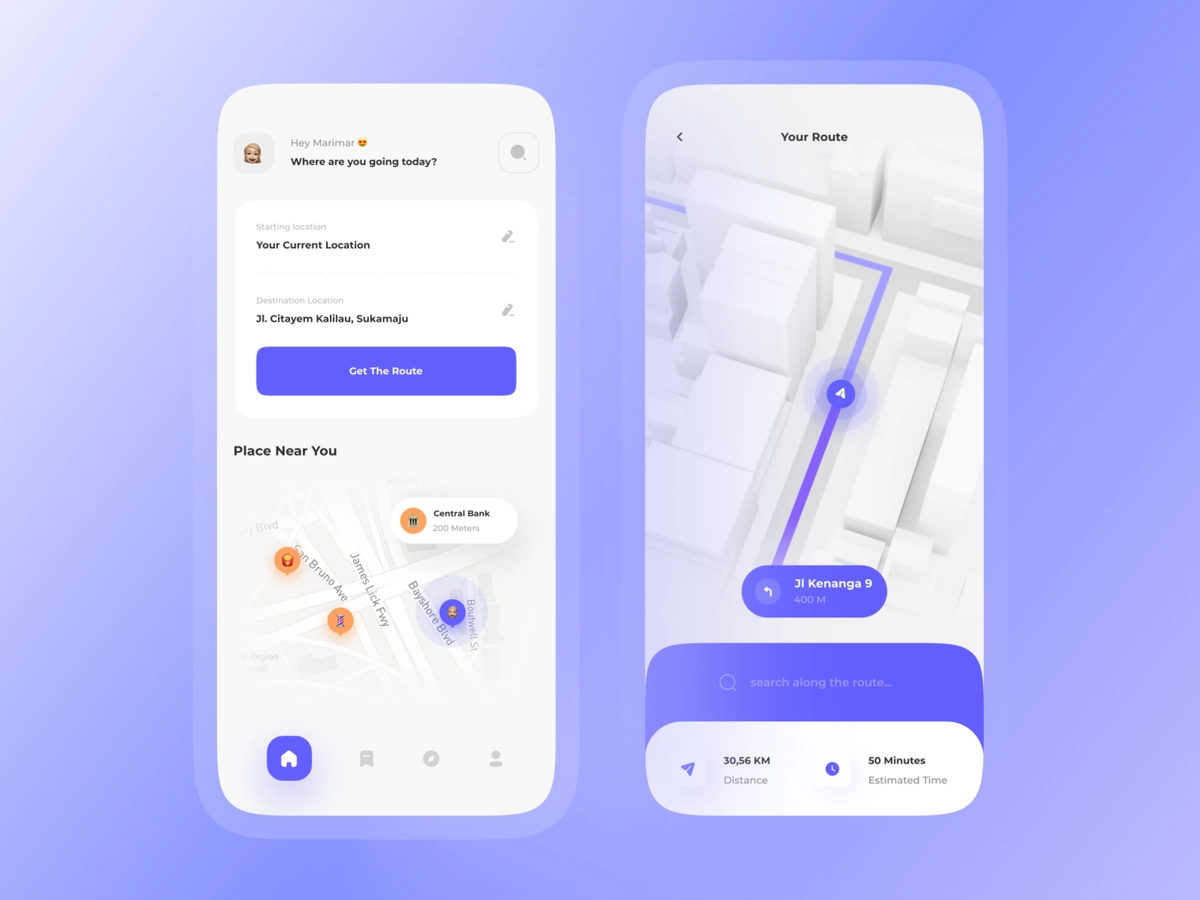 Hey Marimar 😍
Where are you going today?
Starting location
Your Current Location
Destination Location
Jl. Citayem Kalilau, Sukamaju
Get The Route
Place Near You
Central Bank
200 Meters
Blvd
San Bruno Ave
James Lick Fwy
Bayshore Blvd
Boutwell St
Region
Your Route
Jl Kenanga 9
400 M
search along the route...
30,56 KM
Distance
50 Minutes
Estimated Time